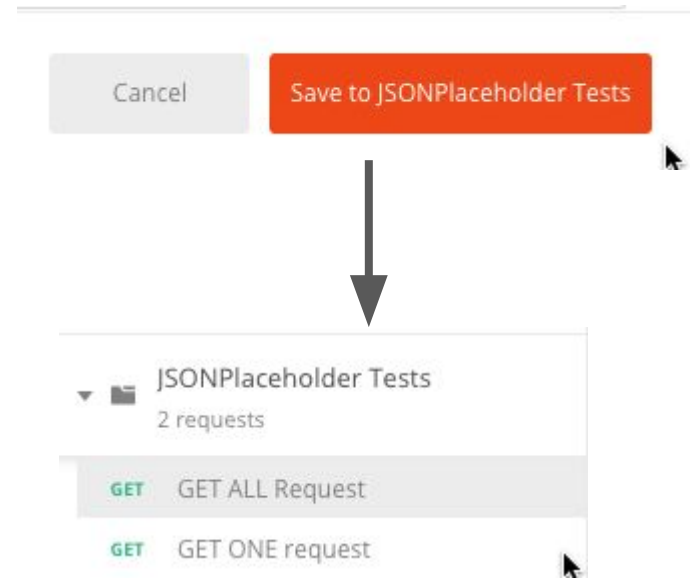 Cancel
Save to JSONPlaceholder Tests
JSONPlaceholder Tests
2 requests
GET GET ALL Request
GET GET ONE request